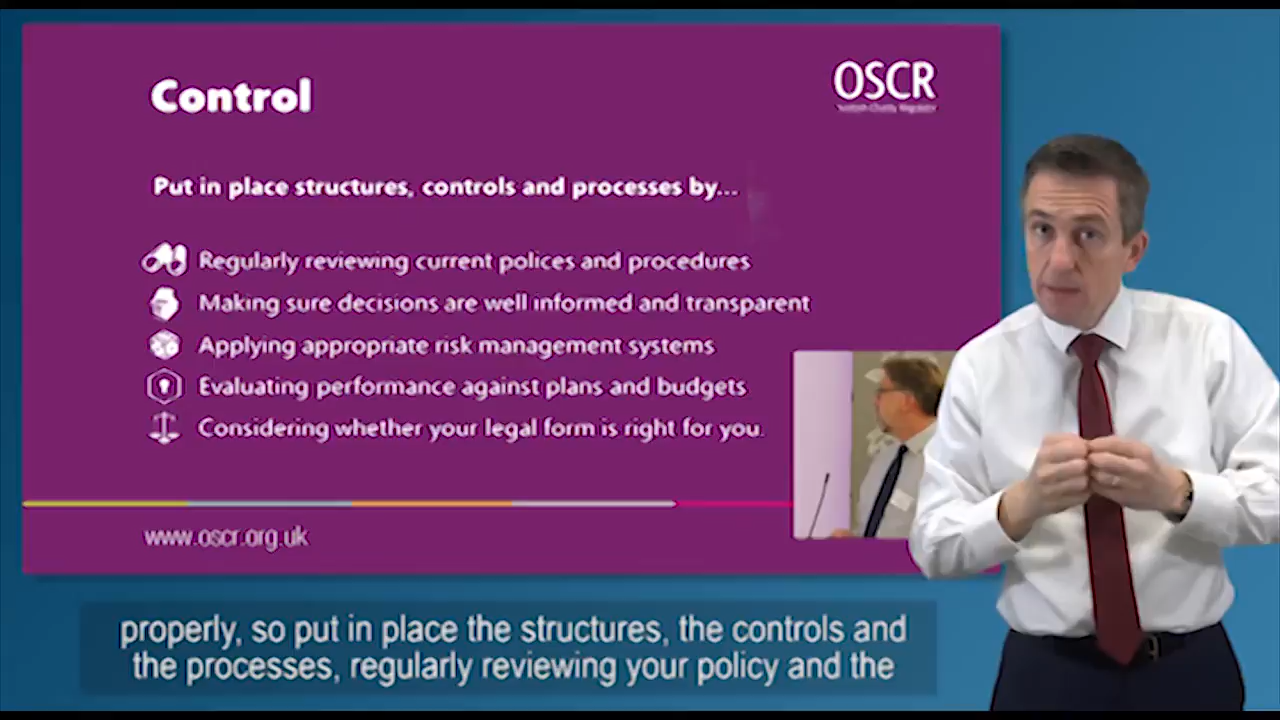 Control
OSCR
Scottish Charity Regulator
Put in place structures, controls and processes by...
Regularly reviewing current polices and procedures
Making sure decisions are well informed and transparent
Applying appropriate risk management systems
Evaluating performance against plans and budgets
Considering whether your legal form is right for you.
www.oscr.org.uk
properly, so put in place the structures, the controls and
the processes, regularly reviewing your policy and the